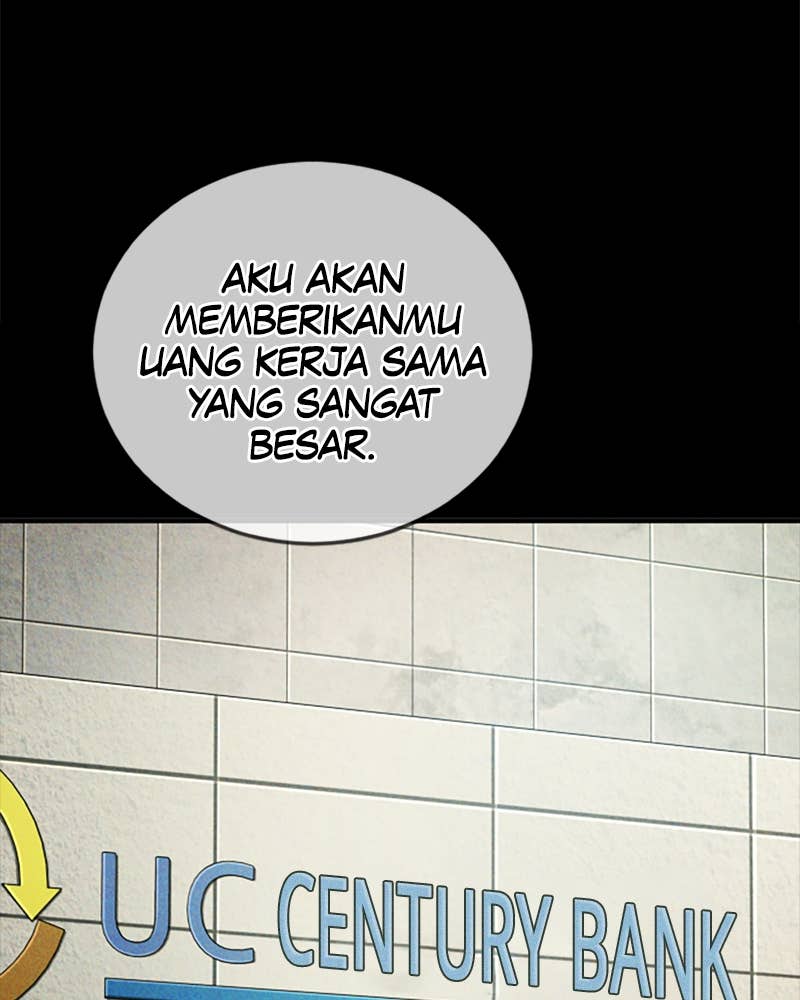 AKU AKAN
MEMBERIKANMU
UANG KERJA SAMA
YANG SANGAT
BESAR.
UC CENTURY BANK